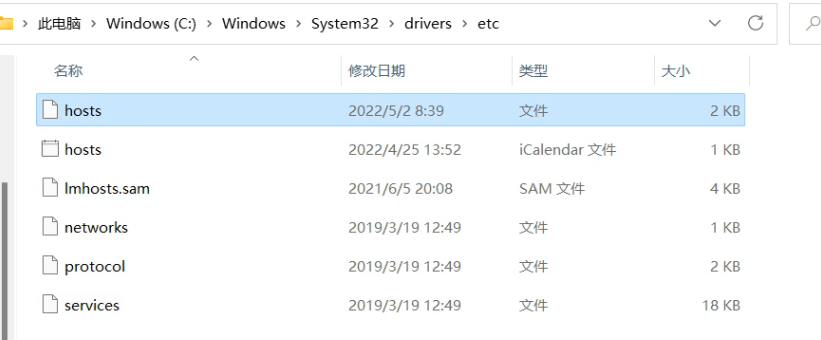 此电脑 > Windows (C:) > Windows > System32 > drivers > etc
名称 修改日期 类型 大小
hosts 2022/5/2 8:39 文件 2 KB
hosts 2022/4/25 13:52 iCalendar 文件 1 KB
lmhosts.sam 2021/6/5 20:08 SAM 文件 4 KB
networks 2019/3/19 12:49 文件 1 KB
protocol 2019/3/19 12:49 文件 2 KB
services 2019/3/19 12:49 文件 18 KB